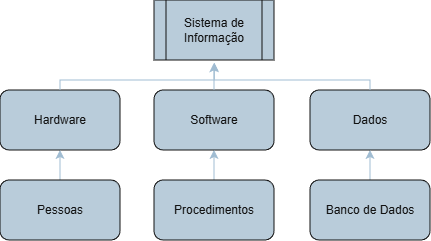 Sistema de
Informação
Hardware
Software
Dados
Pessoas
Procedimentos
Banco de Dados